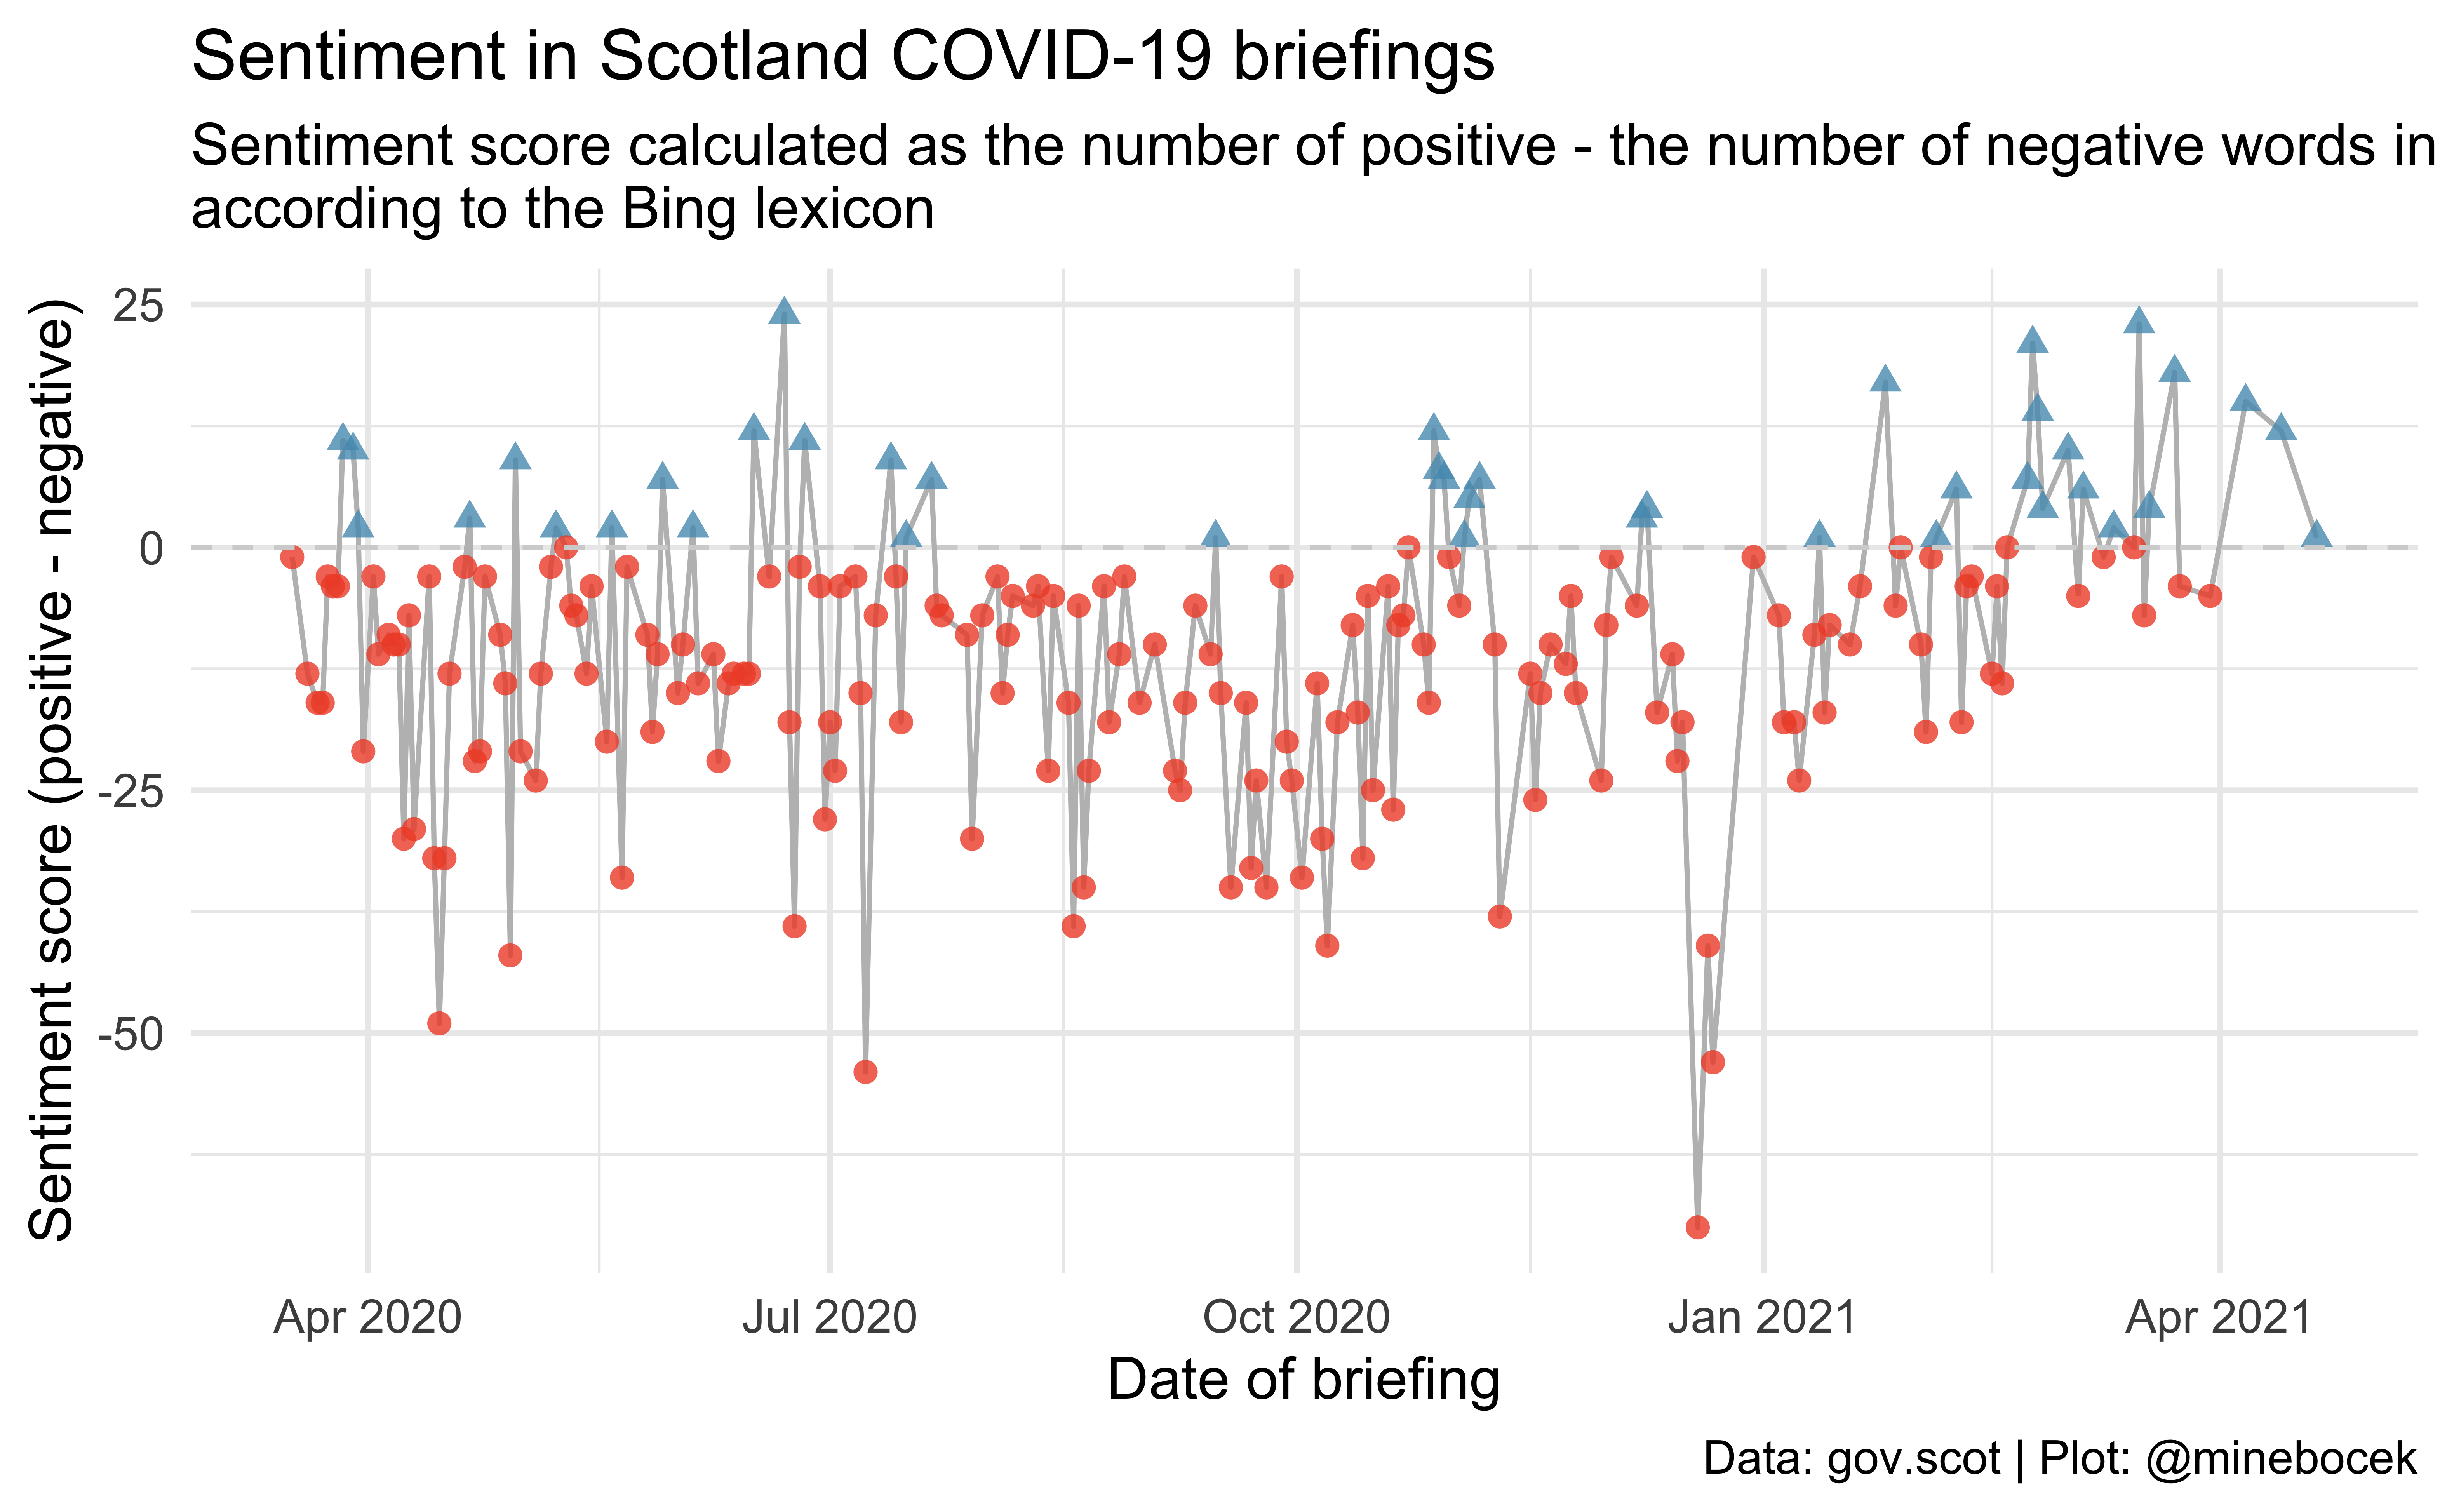 Sentiment in Scotland COVID-19 briefings
Sentiment score calculated as the number of positive - the number of negative words in
according to the Bing lexicon
Sentiment score (positive - negative)
25
0
-25
-50
Apr 2020 Jul 2020 Oct 2020 Jan 2021 Apr 2021
Date of briefing
Data: gov.scot | Plot: @minebocek